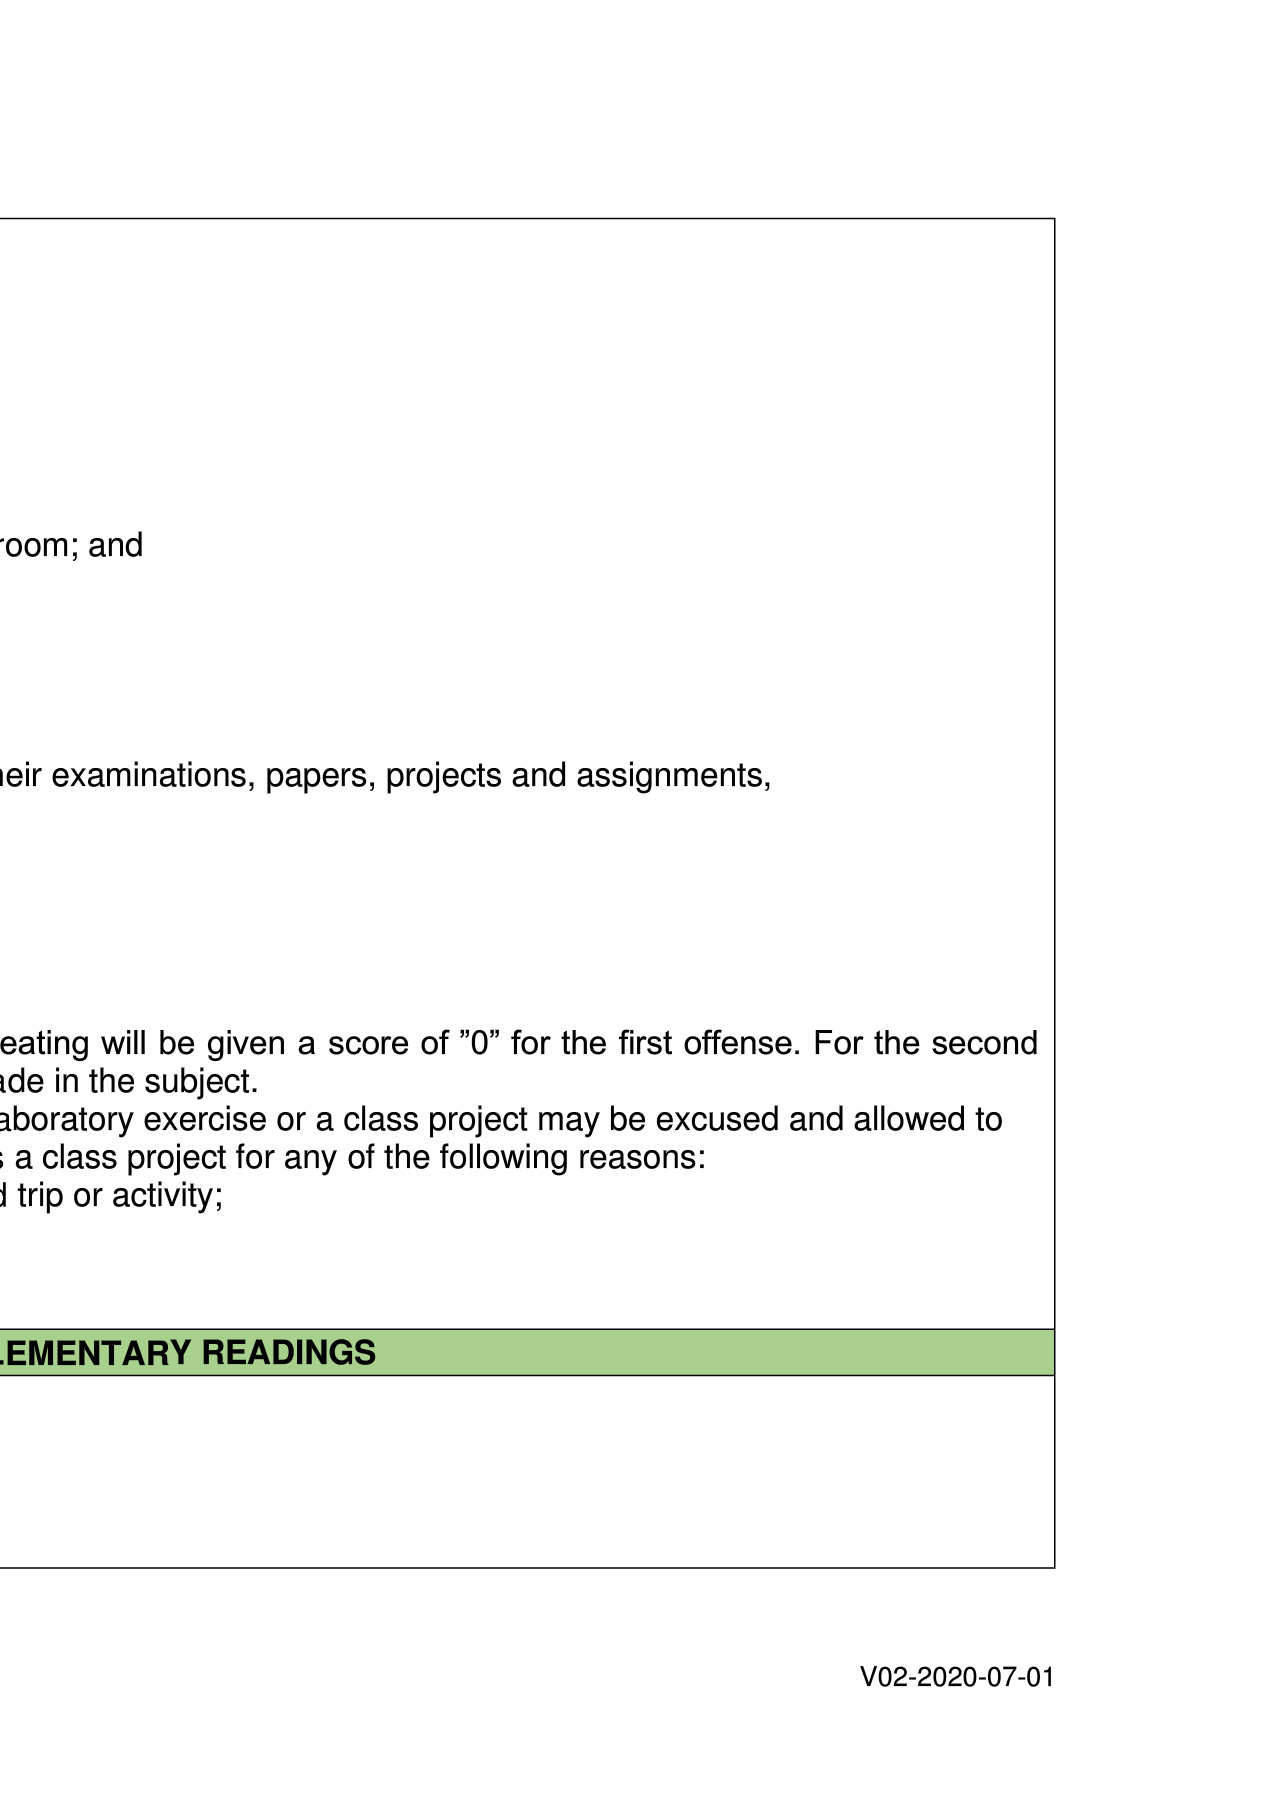 room; and
heir examinations, papers, projects and assignments,
eating will be given a score of ”0” for the first offense. For the second
ade in the subject.
aboratory exercise or a class project may be excused and allowed to
s a class project for any of the following reasons:
d trip or activity;
LEMENTARY READINGS
V02-2020-07-01